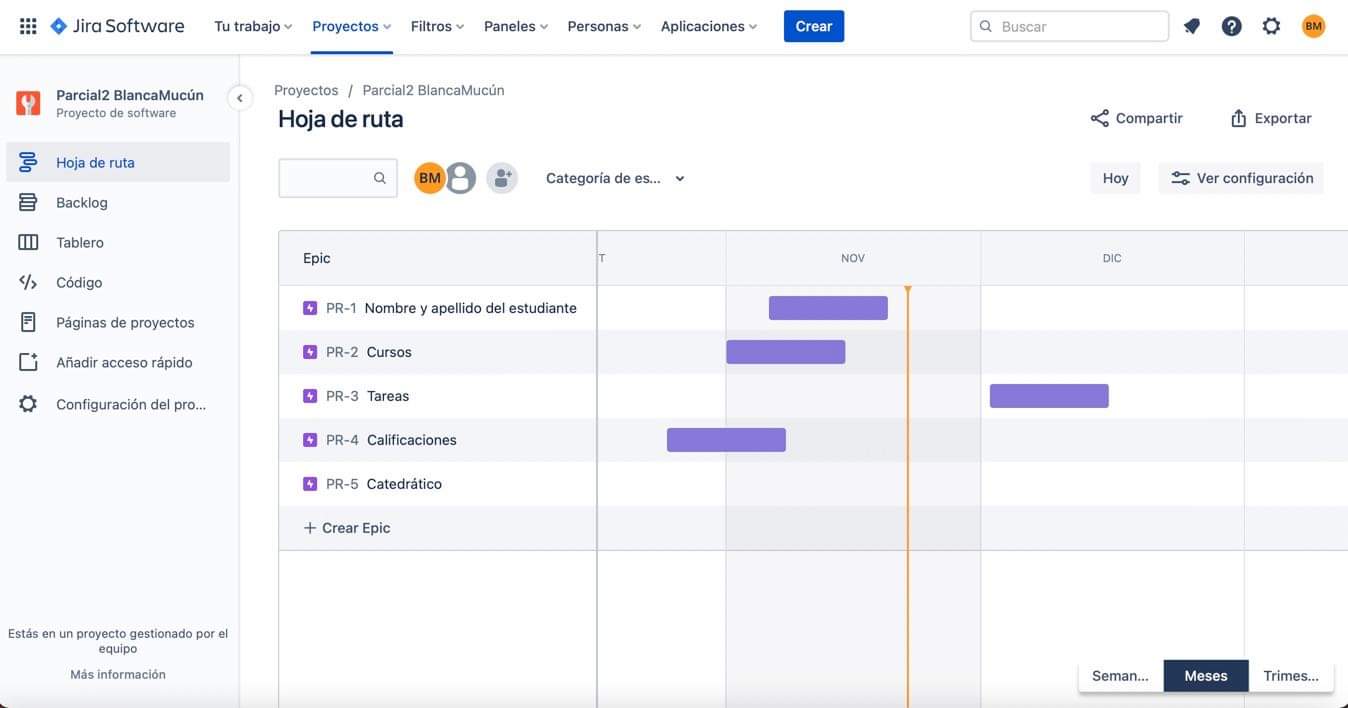 Jira Software Tu trabajo Proyectos Filtros Paneles Personas Aplicaciones Crear Buscar BM
Parcial2 BlancaMucún
Proyecto de software
Hoja de ruta
Backlog
Tablero
Código
Páginas de proyectos
Añadir acceso rápido
Configuración del pro...
Estás en un proyecto gestionado por el
equipo
Más información
Proyectos / Parcial2 BlancaMucún
Hoja de ruta
Compartir Exportar
BM Categoría de es... Hoy Ver configuración
Epic T NOV DIC
PR-1 Nombre y apellido del estudiante
PR-2 Cursos
PR-3 Tareas
PR-4 Calificaciones
PR-5 Catedrático
+ Crear Epic
Seman... Meses Trimes...